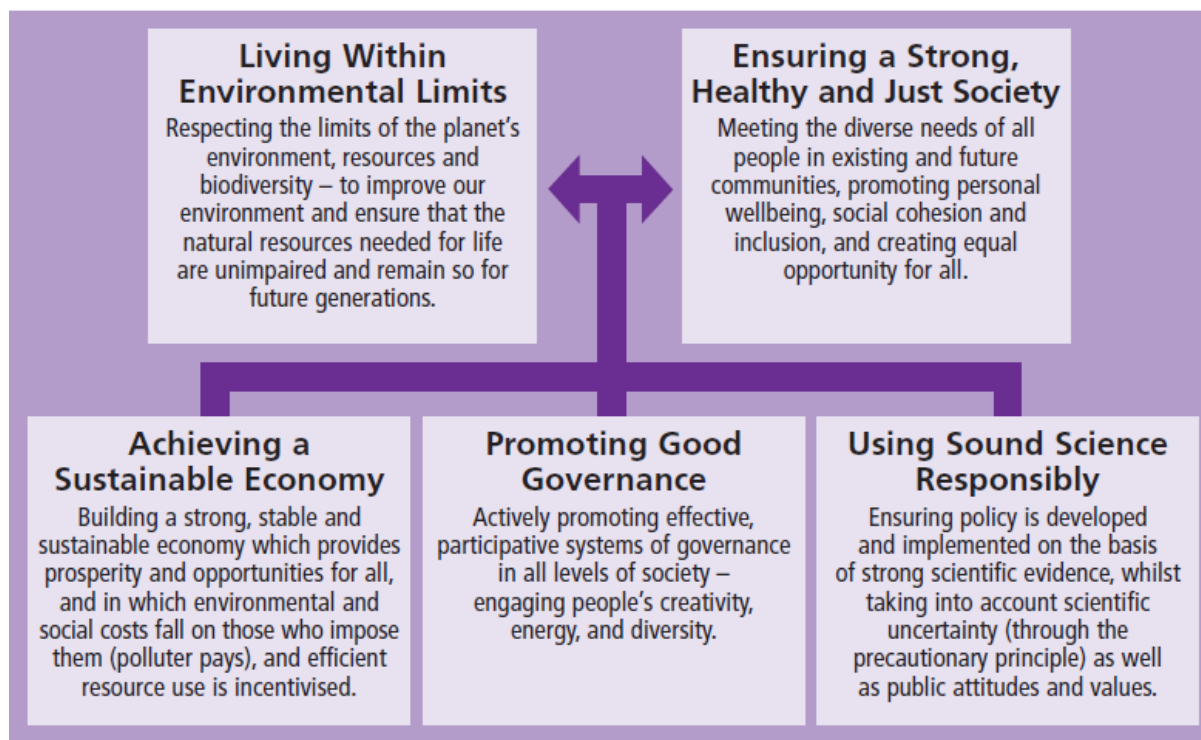 Living Within
Environmental Limits
Respecting the limits of the planet’s
environment, resources and
biodiversity – to improve our
environment and ensure that the
natural resources needed for life
are unimpaired and remain so for
future generations.
Ensuring a Strong,
Healthy and Just Society
Meeting the diverse needs of all
people in existing and future
communities, promoting personal
wellbeing, social cohesion and
inclusion, and creating equal
opportunity for all.
Achieving a
Sustainable Economy
Building a strong, stable and
sustainable economy which provides
prosperity and opportunities for all,
and in which environmental and
social costs fall on those who impose
them (polluter pays), and efficient
resource use is incentivised.
Promoting Good
Governance
Actively promoting effective,
participative systems of governance
in all levels of society –
engaging people’s creativity,
energy, and diversity.
Using Sound Science
Responsibly
Ensuring policy is developed
and implemented on the basis
of strong scientific evidence, whilst
taking into account scientific
uncertainty (through the
precautionary principle) as well
as public attitudes and values.